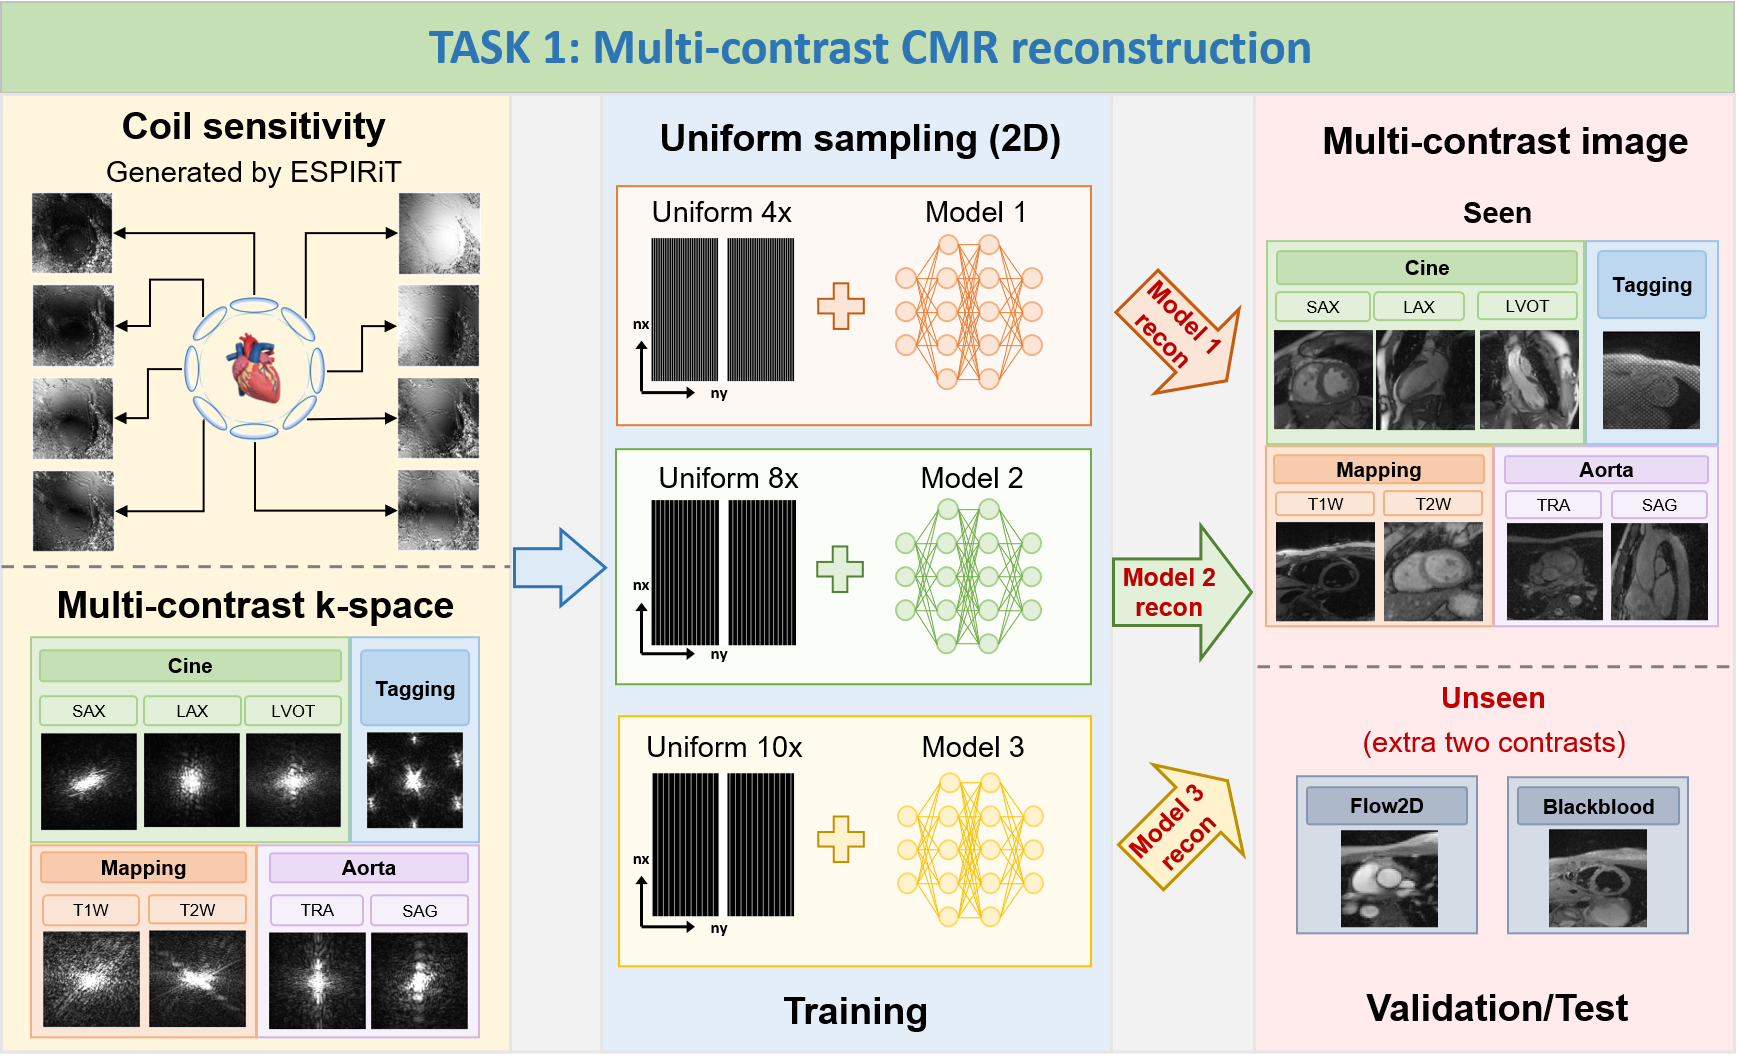 TASK 1: Multi-contrast CMR reconstruction
Coil sensitivity
Generated by ESPIRiT
Multi-contrast k-space
Cine
Tagging
SAX
LAX
LVOT
Mapping
Aorta
T1W
T2W
TRA
SAG
Uniform sampling (2D)
Uniform 4x
Model 1
nx
ny
Uniform 8x
Model 2
nx
ny
Uniform 10x
Model 3
nx
ny
Training
Model 1
recon
Model 2
recon
Model 3
recon
Multi-contrast image
Seen
Cine
Tagging
SAX
LAX
LVOT
Mapping
Aorta
T1W
T2W
TRA
SAG
Unseen
(extra two contrasts)
Flow2D
Blackblood
Validation/Test